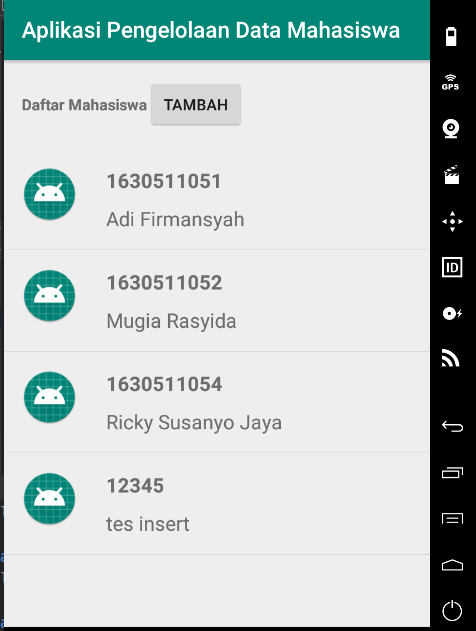 Aplikasi Pengelolaan Data Mahasiswa
GPS
Daftar Mahasiswa TAMBAH
1630511051
Adi Firmansyah
1630511052
Mugia Rasyida
ID
1630511054
Ricky Susanyo Jaya
12345
tes insert